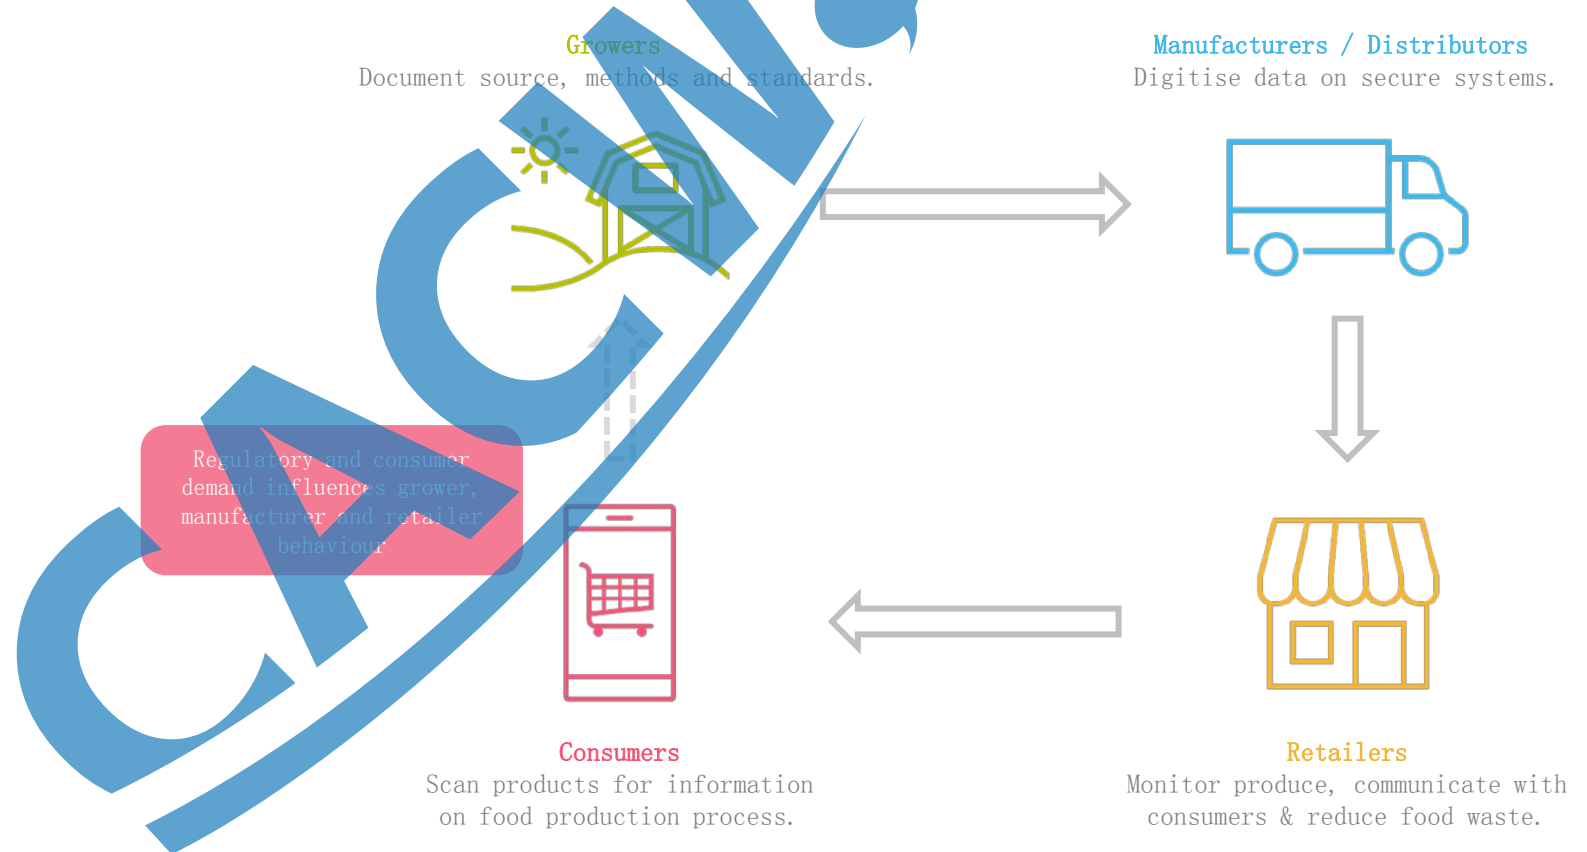 Growers
Document source, methods and standards.
Manufacturers / Distributors
Digitise data on secure systems.
Regulatory and consumer
demand influences grower,
manufacturer and retailer
behaviour
Consumers
Scan products for information
on food production process.
Retailers
Monitor produce, communicate with
consumers & reduce food waste.
CACW